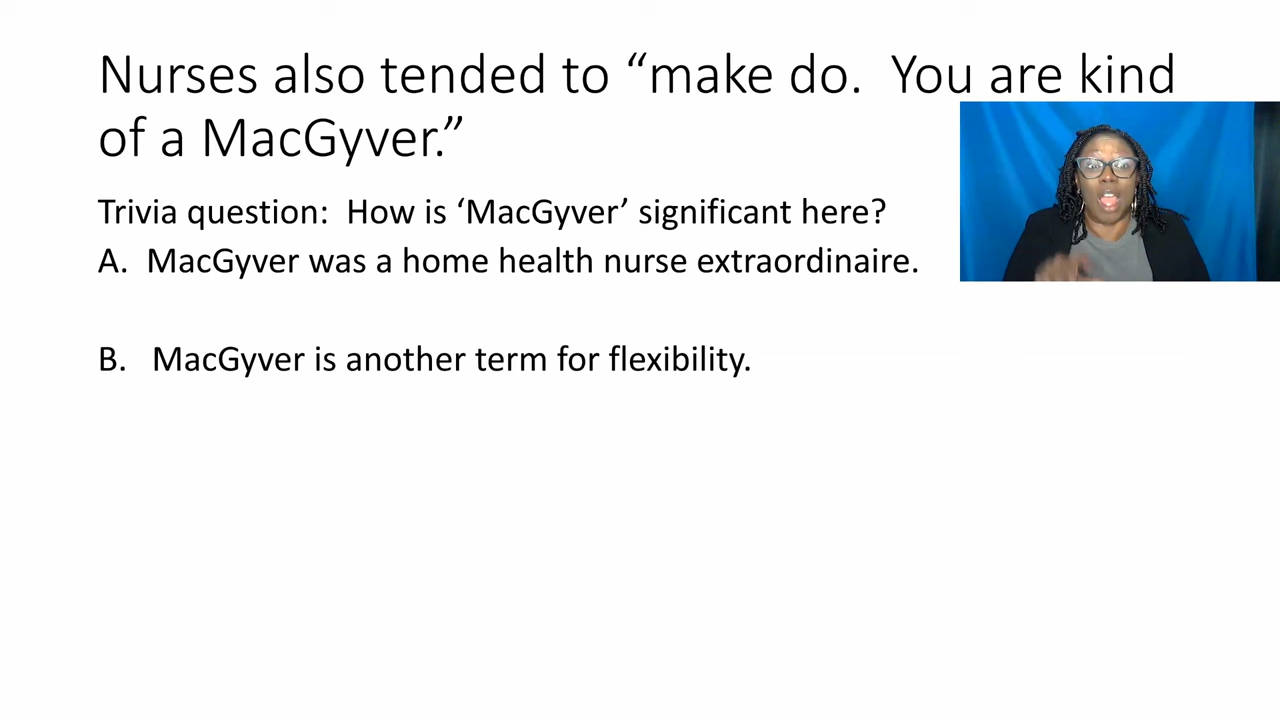 Nurses also tended to “make do.  You are kind
of a MacGyver.”
Trivia question:  How is ‘MacGyver’ significant here?
A.  MacGyver was a home health nurse extraordinaire.
B.  MacGyver is another term for flexibility.